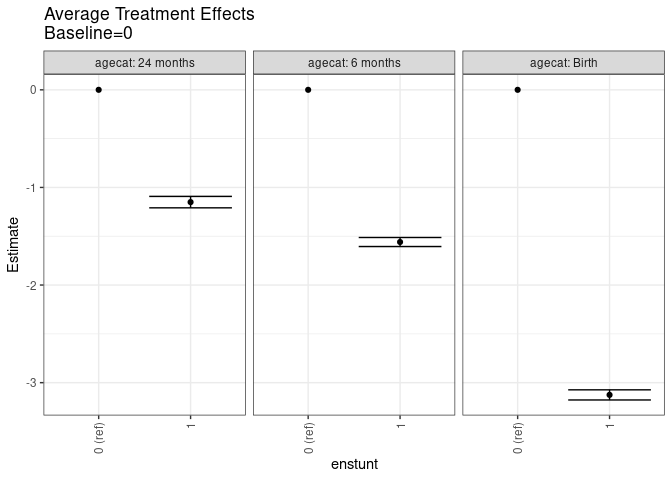 Average Treatment Effects
Baseline=0
agecat: 24 months
agecat: 6 months
agecat: Birth
0
-1
-2
-3
Estimate
0 (ref)
1
0 (ref)
1
0 (ref)
1
enstunt